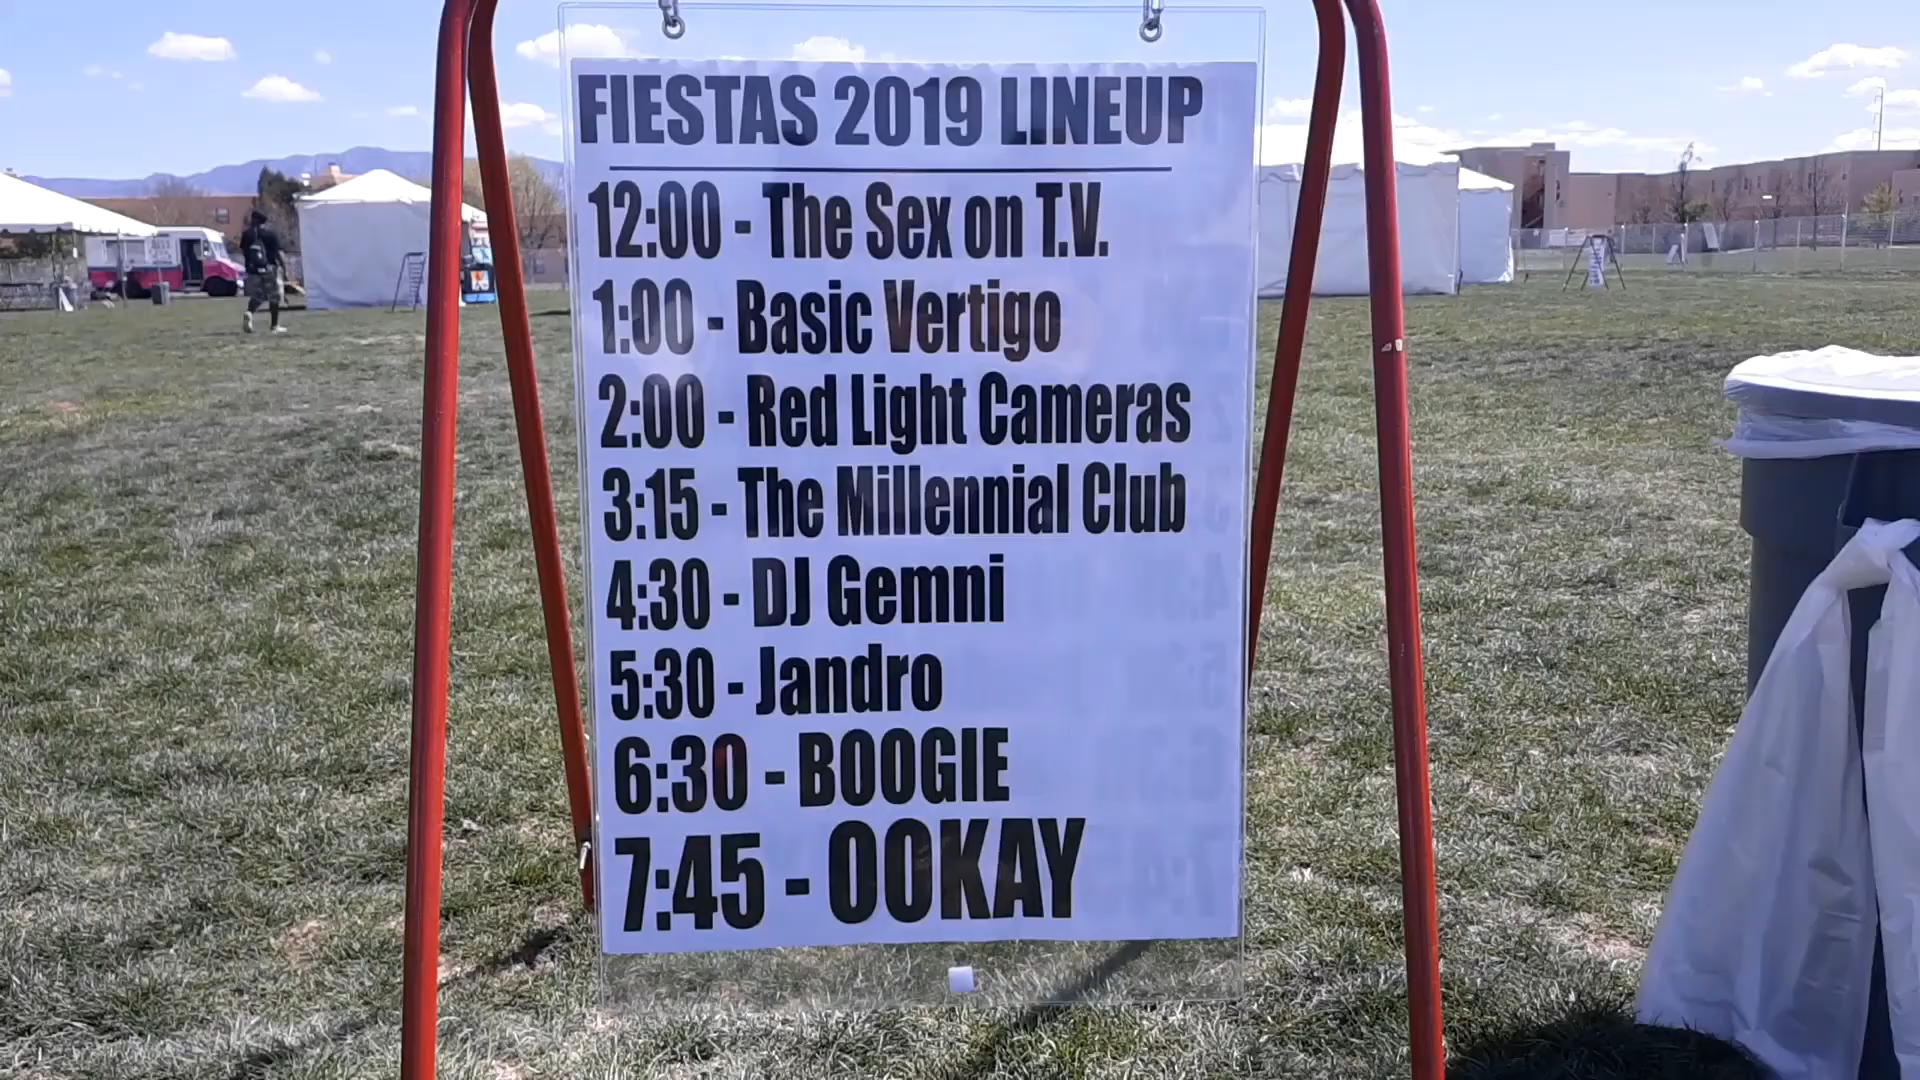 FIESTAS 2019 LINEUP
12:00 - The Sex on T.V.
1:00 - Basic Vertigo
2:00 - Red Light Cameras
3:15 - The Millennial Club
4:30 - DJ Gemni
5:30 - Jandro
6:30 - BOOGIE
7:45 - OOKAY